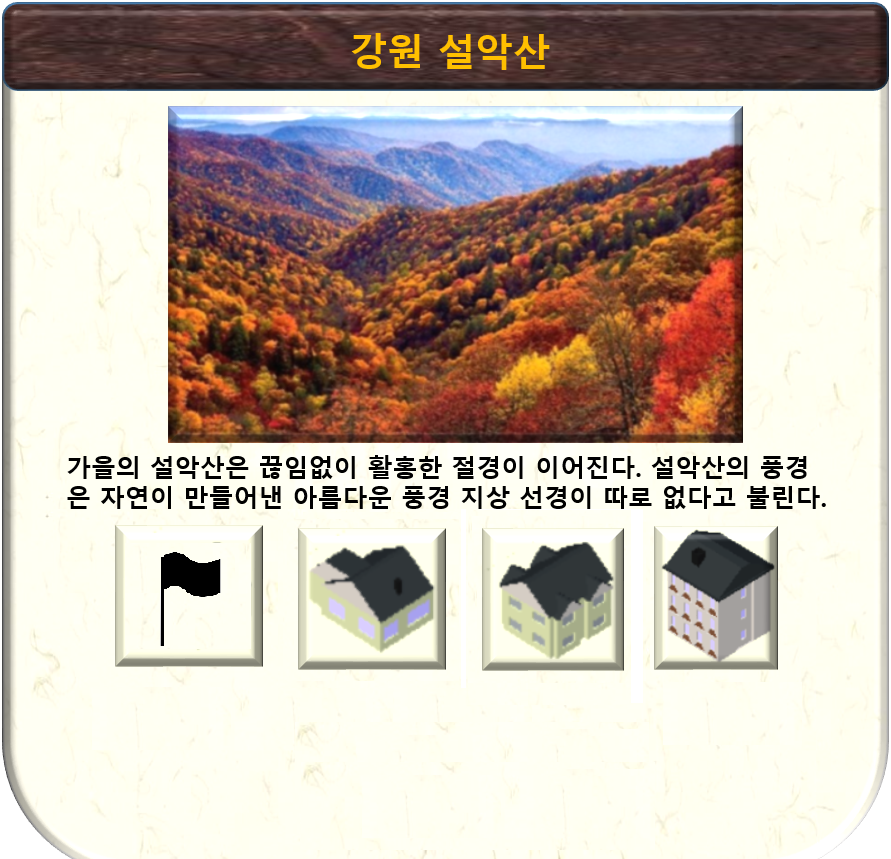 강원 설악산
가을의 설악산은 끊임없이 활홍한 절경이 이어진다. 설악산의 풍경
은 자연이 만들어낸 아름다운 풍경 지상 선경이 따로 없다고 불린다.